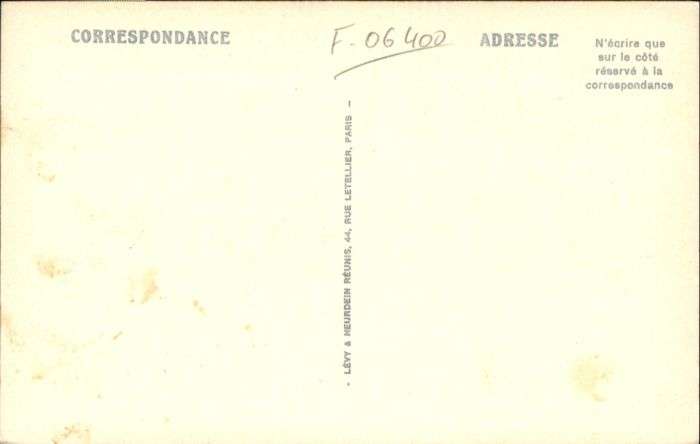 CORRESPONDANCE
F-06400
ADRESSE
N'écrire que
sur le côté
réservé à la
correspondance
- LÉVY & NEURDEIN RÉUNIS, 44, RUE LETELLIER, PARIS -